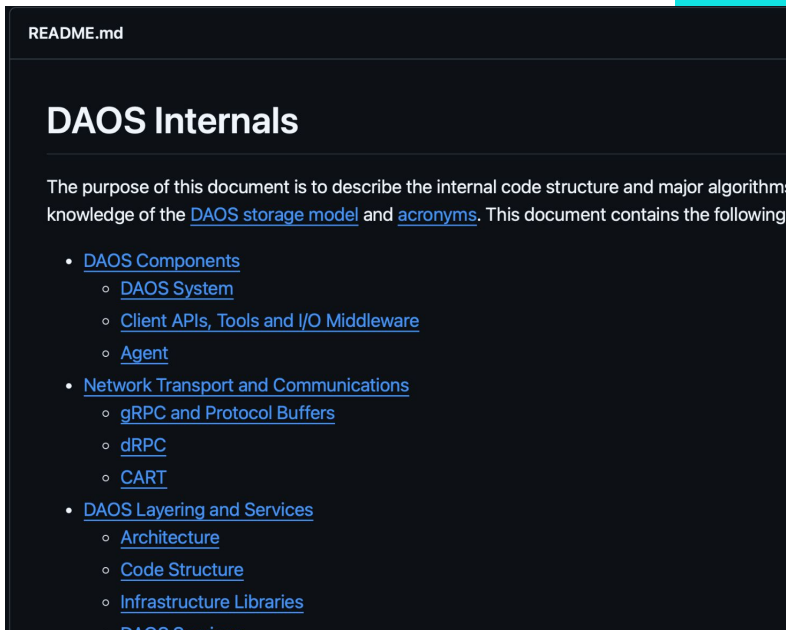 README.md
DAOS Internals
The purpose of this document is to describe the internal code structure and major algorithms
knowledge of the DAOS storage model and acronyms. This document contains the following
• DAOS Components
◦ DAOS System
◦ Client APIs, Tools and I/O Middleware
◦ Agent
• Network Transport and Communications
◦ gRPC and Protocol Buffers
◦ dRPC
◦ CART
• DAOS Layering and Services
◦ Architecture
◦ Code Structure
◦ Infrastructure Libraries